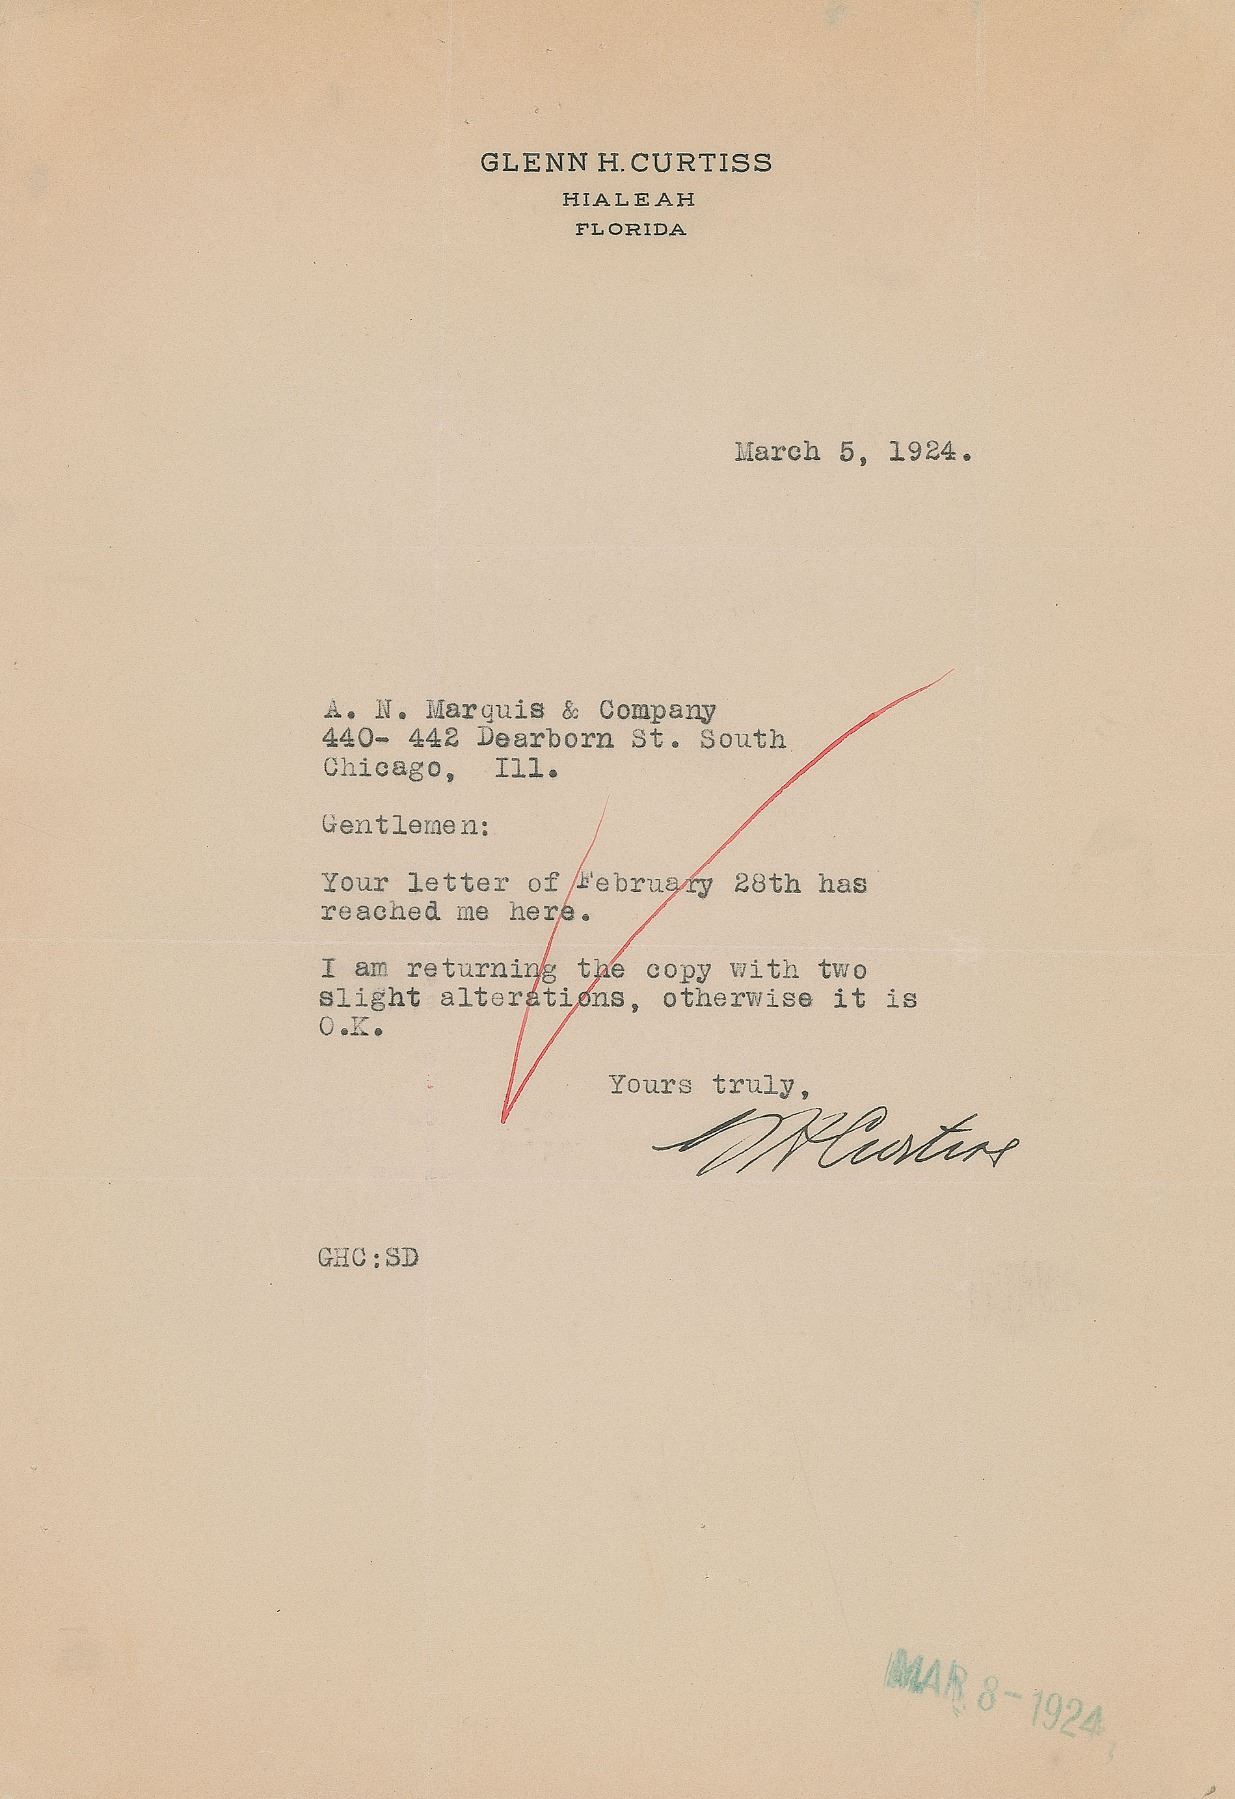 GLENN H. CURTISS
HIALEAH
FLORIDA
March 5, 1924.
A. N. Marquis & Company
440- 442 Dearborn St. South
Chicago,  Ill.
Gentlemen:
Your letter of February 28th has
reached me here.
I am returning the copy with two
slight alterations, otherwise it is
O.K.
Yours truly,
G H Curtiss
GHC:SD
MAR 8- 1924